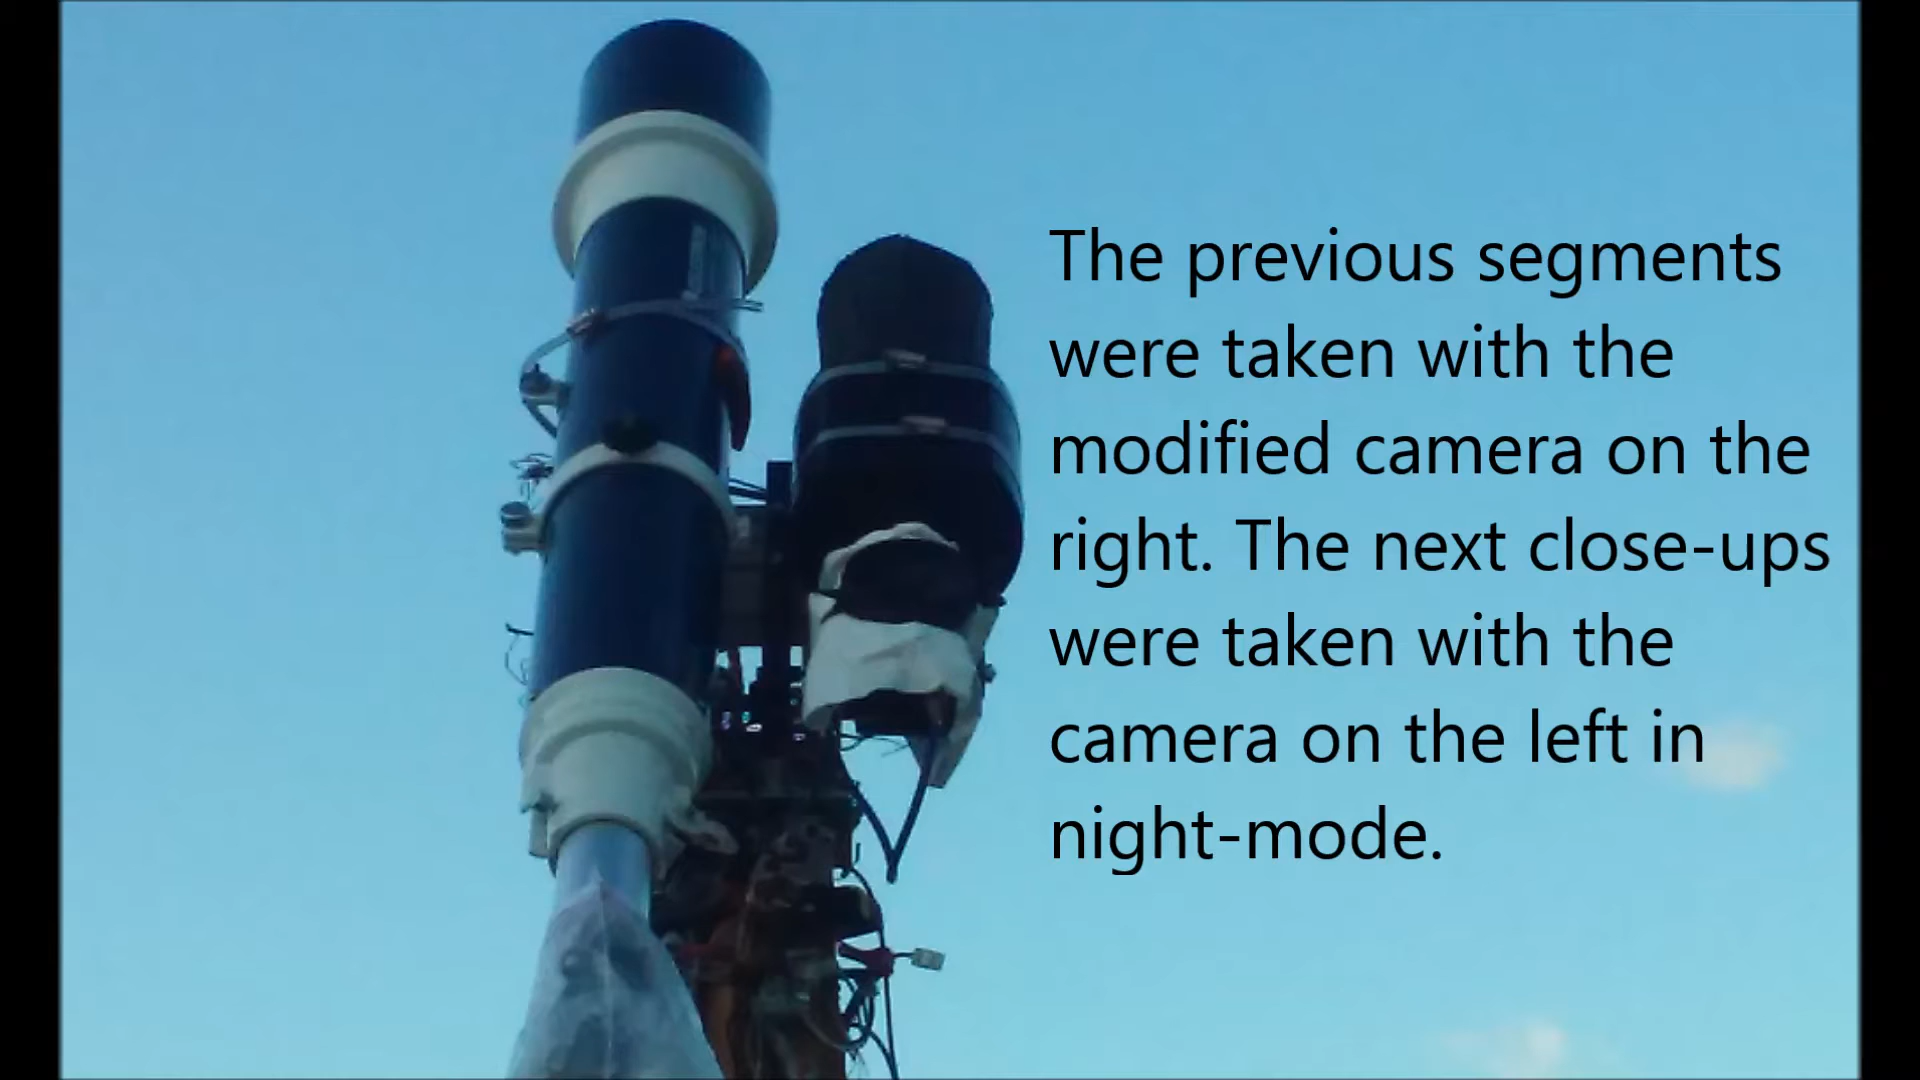 The previous segments
were taken with the
modified camera on the
right. The next close-ups
were taken with the
camera on the left in
night-mode.